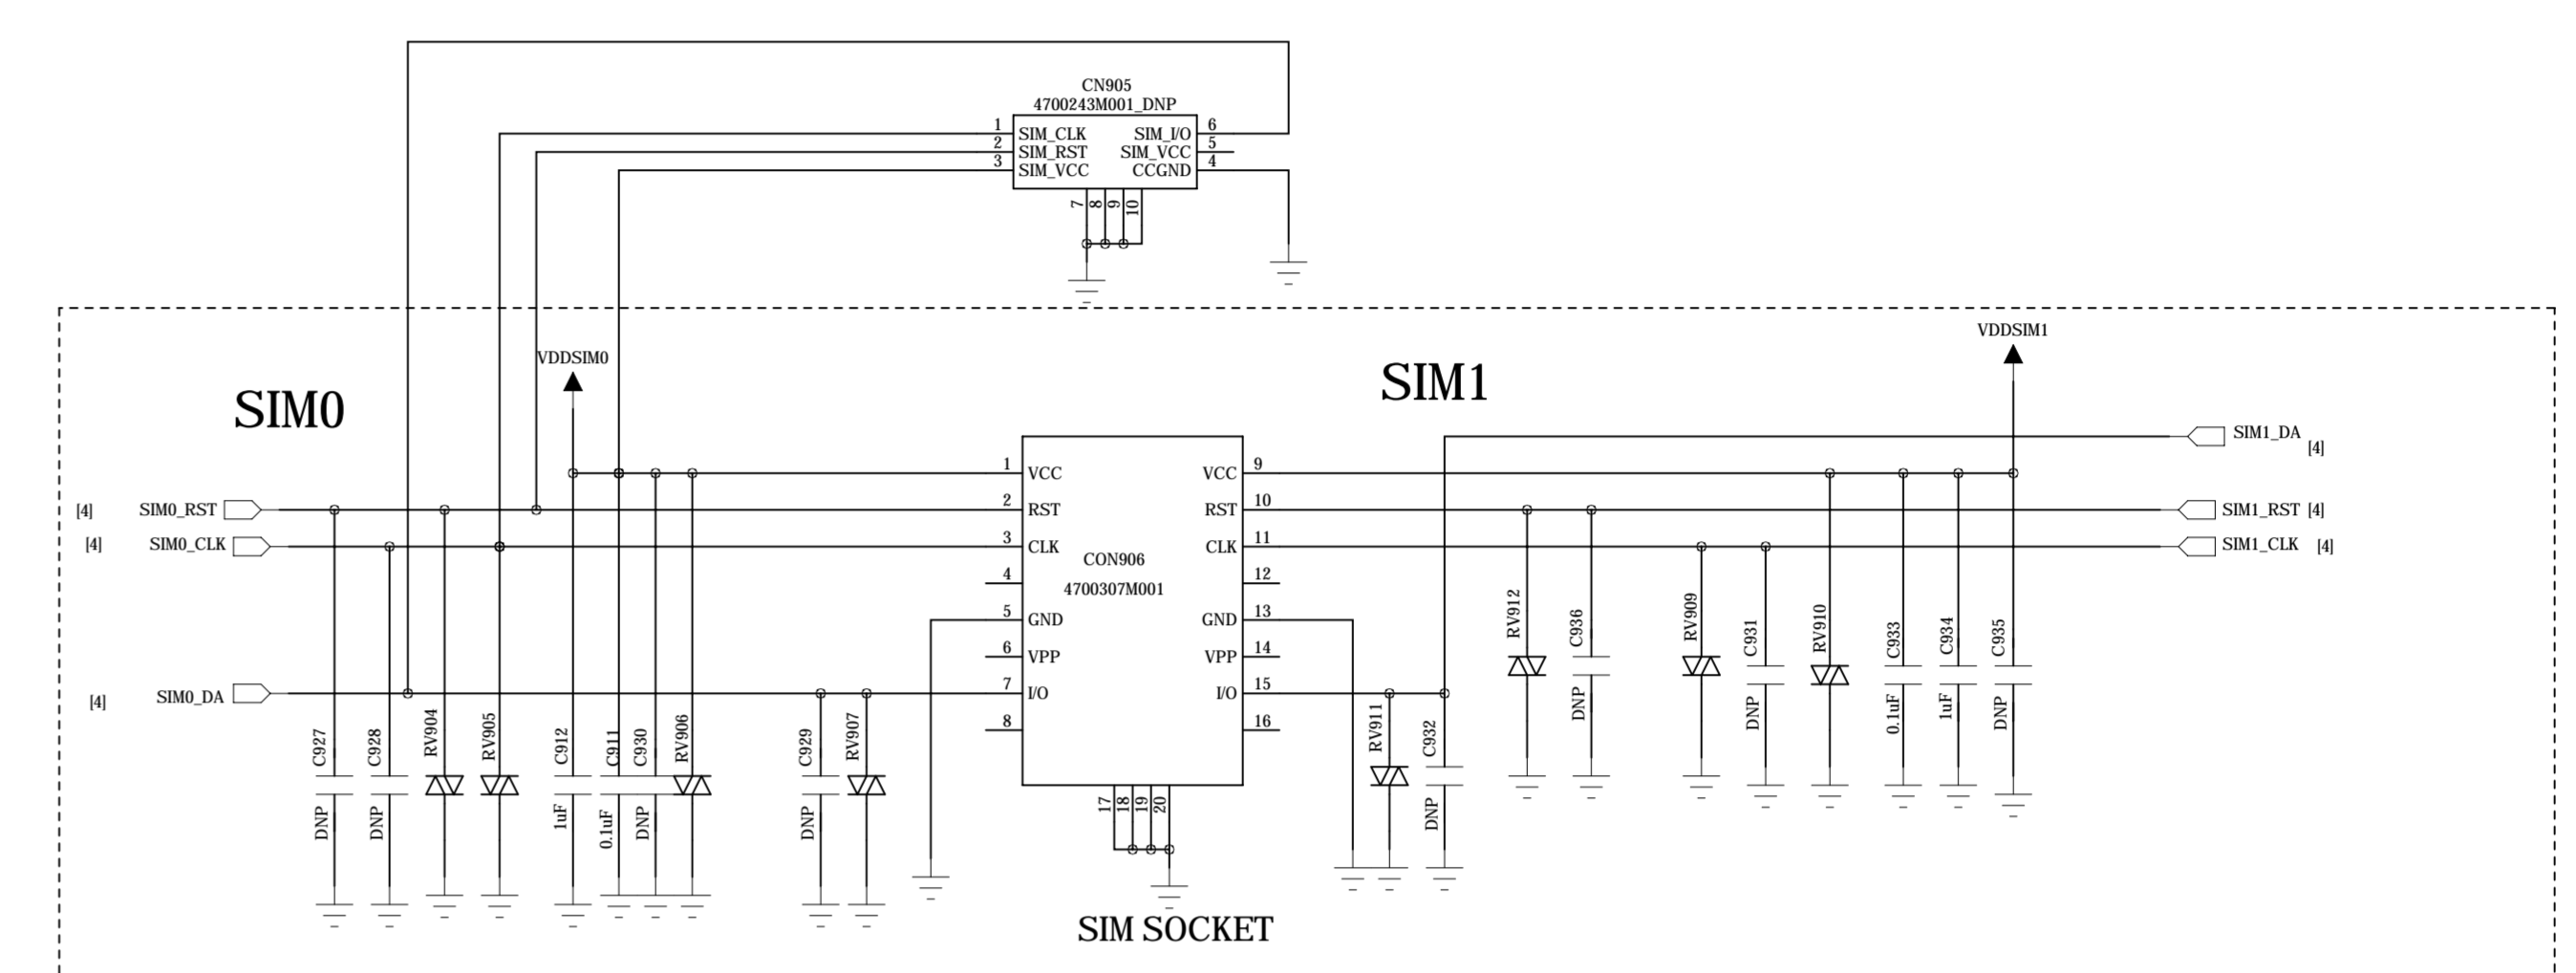 CN905
4700243M001_DNP
1 SIM_CLK SIM_I/O 6
2 SIM_RST SIM_VCC 5
3 SIM_VCC CCGND 4
7 8 9 10
VDDSIM0
VDDSIM1
SIM0
SIM1
SIM1_DA
[4]
1 VCC VCC 9
[4] SIM0_RST 2 RST RST 10 SIM1_RST [4]
[4] SIM0_CLK 3 CLK CLK 11 SIM1_CLK [4]
CON906
4700307M001
4 12
5 GND GND 13
6 VPP VPP 14
[4] SIM0_DA 7 I/O I/O 15
8 16
RV912
C936
DNP
RV909
C931
DNP
RV910
C933
0.1uF
C934
1uF
C935
DNP
C927
DNP
C928
DNP
RV904
RV905
C912
1uF
C911
0.1uF
C930
DNP
RV906
C929
DNP
RV907
RV911
C932
DNP
17 18 19 20
SIM SOCKET